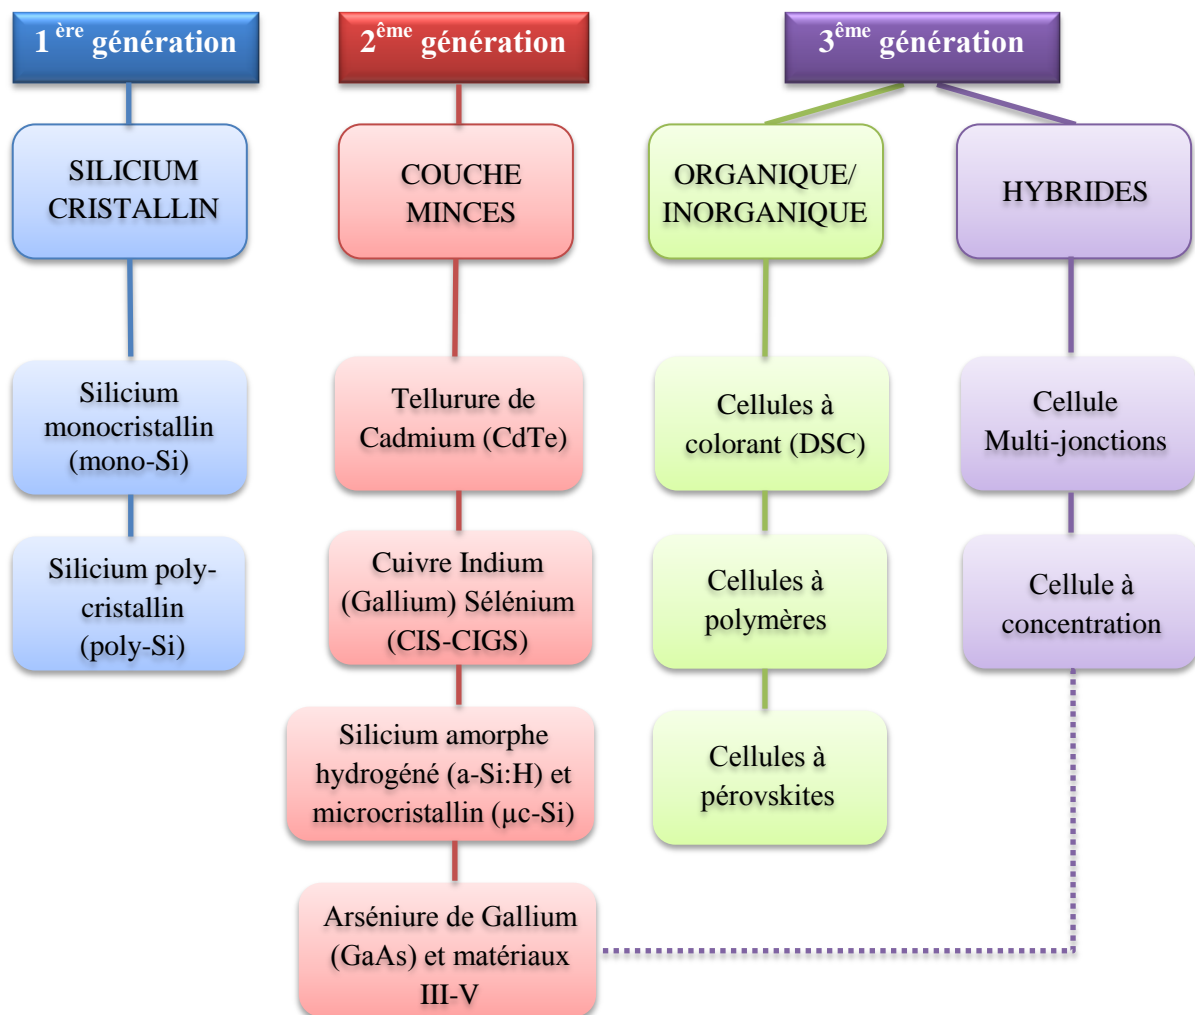 1 ère génération
SILICIUM
CRISTALLIN
Silicium
monocristallin
(mono-Si)
Silicium poly-
cristallin
(poly-Si)
2ème génération
COUCHE
MINCES
Tellurure de
Cadmium (CdTe)
Cuivre Indium
(Gallium) Sélénium
(CIS-CIGS)
Silicium amorphe
hydrogéné (a-Si:H) et
microcristallin (µc-Si)
Arséniure de Gallium
(GaAs) et matériaux
III-V
3ème génération
ORGANIQUE/
INORGANIQUE
Cellules à
colorant (DSC)
Cellules à
polymères
Cellules à
pérovskites
HYBRIDES
Cellule
Multi-jonctions
Cellule à
concentration